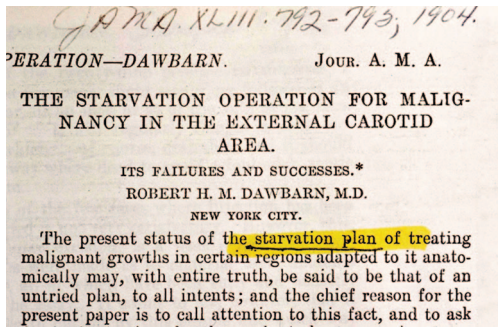 JAMA. XLIII. 792-795, 1904.
PERATION—DAWBARN. JOUR. A. M. A.
THE STARVATION OPERATION FOR MALIG-
NANCY IN THE EXTERNAL CAROTID
AREA.
ITS FAILURES AND SUCCESSES.*
ROBERT H. M. DAWBARN, M.D.
NEW YORK CITY.
The present status of the starvation plan of treating
malignant growths in certain regions adapted to it anato-
mically may, with entire truth, be said to be that of an
untried plan, to all intents; and the chief reason for the
present paper is to call attention to this fact, and to ask